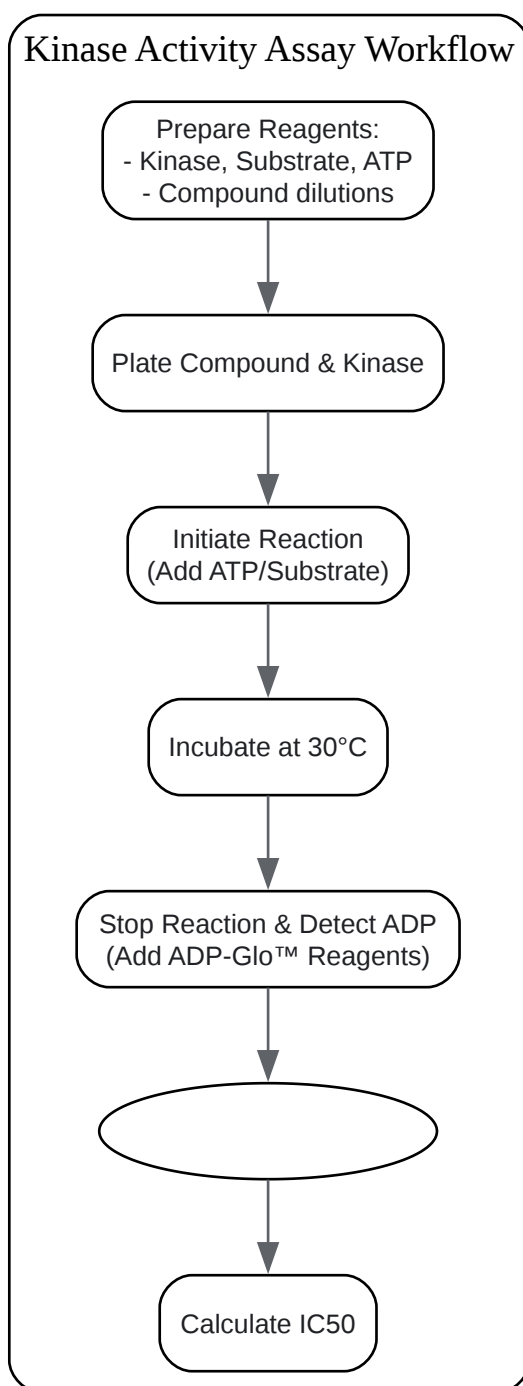 Kinase Activity Assay Workflow
Prepare Reagents:
- Kinase, Substrate, ATP
- Compound dilutions
Plate Compound & Kinase
Initiate Reaction
(Add ATP/Substrate)
Incubate at 30°C
Stop Reaction & Detect ADP
(Add ADP-Glo™ Reagents)
Calculate IC50